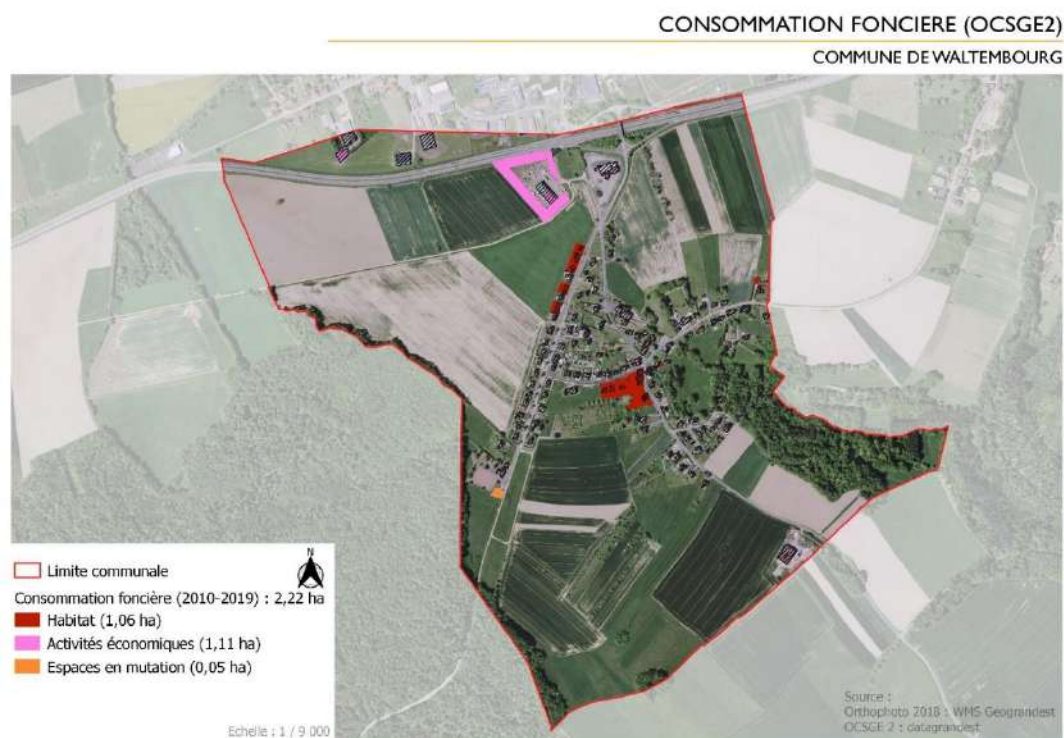 CONSOMMATION FONCIERE (OCSGE2)
COMMUNE DE WALTEMBOURG
N
Limite communale
Consommation foncière (2010-2019) : 2,22 ha
Habitat (1,06 ha)
Activités économiques (1,11 ha)
Espaces en mutation (0,05 ha)
Echelle : 1 / 9 000
Source :
Orthophoto 2018 : WMS Geograndest
OCSGE 2 : datagrandest